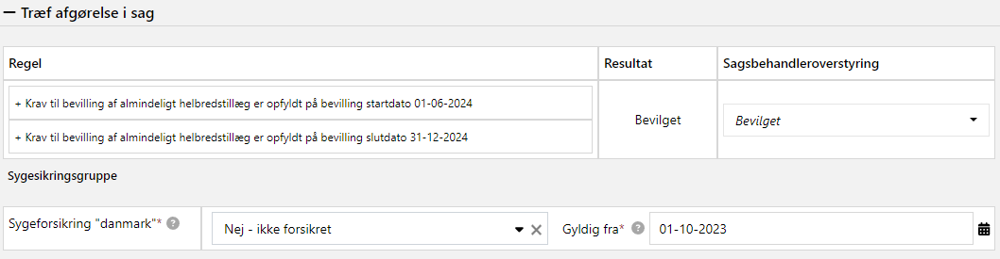 Træf afgørelse i sag
Regel Resultat Sagsbehandleroverstyring
+ Krav til bevilling af almindeligt helbredstillæg er opfyldt på bevilling startdato 01-06-2024
Bevilget Bevilget
+ Krav til bevilling af almindeligt helbredstillæg er opfyldt på bevilling slutdato 31-12-2024
Sygesikringsgruppe
Sygeforsikring "danmark"* ? Nej - ikke forsikret Gyldig fra* ? 01-10-2023